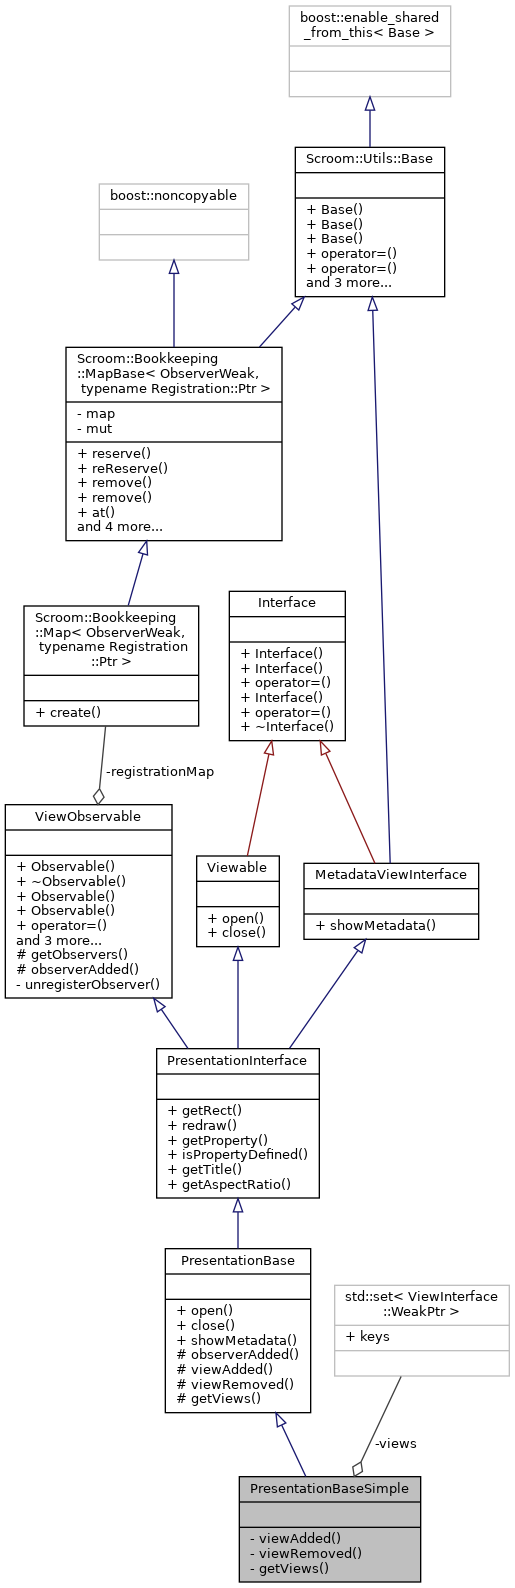 boost::enable_shared
_from_this< Base >
Scroom::Utils::Base
+ Base()
+ Base()
+ Base()
+ operator=()
+ operator=()
and 3 more...
boost::noncopyable
Scroom::Bookkeeping
::MapBase< ObserverWeak,
typename Registration::Ptr >
- map
- mut
+ reserve()
+ reReserve()
+ remove()
+ remove()
+ at()
and 4 more...
Scroom::Bookkeeping
::Map< ObserverWeak,
typename Registration
::Ptr >
+ create()
Interface
+ Interface()
+ Interface()
+ operator=()
+ Interface()
+ operator=()
+ ~Interface()
-registrationMap
ViewObservable
+ Observable()
+ ~Observable()
+ Observable()
+ Observable()
+ operator=()
and 3 more...
# getObservers()
# observerAdded()
- unregisterObserver()
Viewable
+ open()
+ close()
MetadataViewInterface
+ showMetadata()
PresentationInterface
+ getRect()
+ redraw()
+ getProperty()
+ isPropertyDefined()
+ getTitle()
+ getAspectRatio()
PresentationBase
+ open()
+ close()
+ showMetadata()
# observerAdded()
# viewAdded()
# viewRemoved()
# getViews()
std::set< ViewInterface
::WeakPtr >
+ keys
-views
PresentationBaseSimple
- viewAdded()
- viewRemoved()
- getViews()